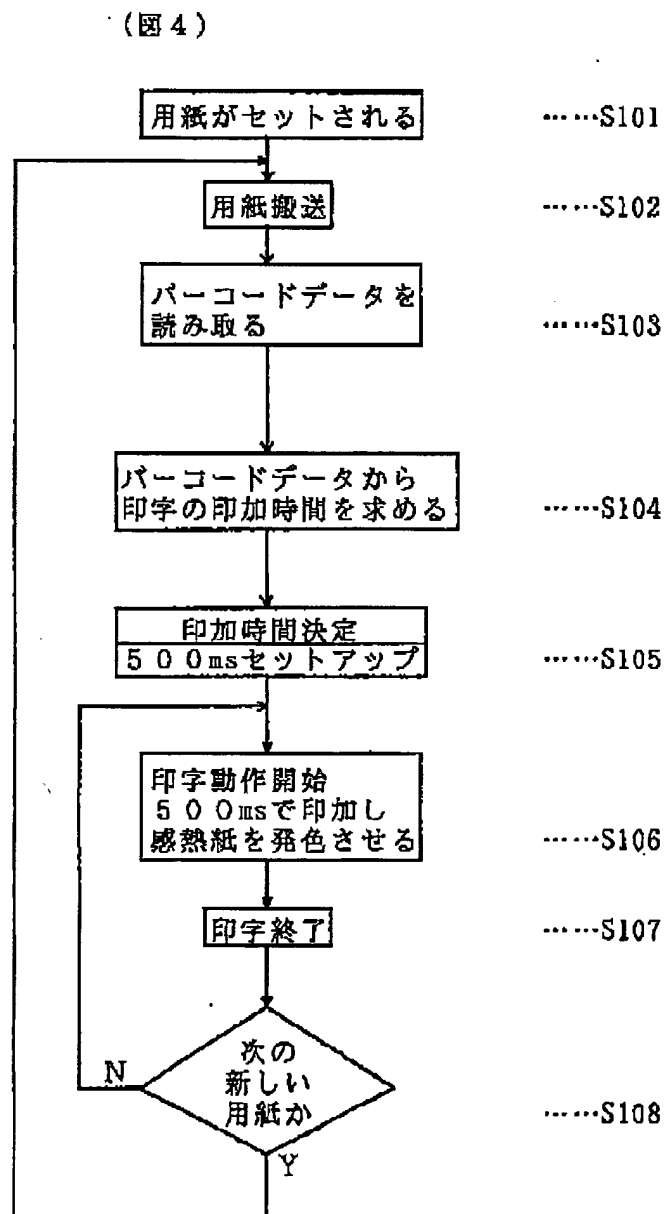 (図4)
用紙がセットされる ……S101
用紙搬送 ……S102
バーコードデータを
読み取る ……S103
バーコードデータから
印字の印加時間を求める ……S104
印加時間決定
500msセットアップ ……S105
印字動作開始
500msで印加し
感熱紙を発色させる ……S106
印字終了 ……S107
次の
新しい
用紙か ……S108
N
Y